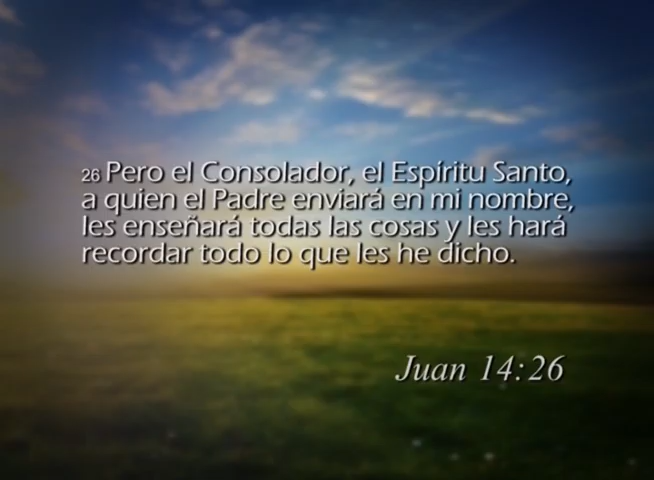 26 Pero el Consolador, el Espíritu Santo,
a quien el Padre enviará en mi nombre,
les enseñará todas las cosas y les hará
recordar todo lo que les he dicho.
Juan 14:26